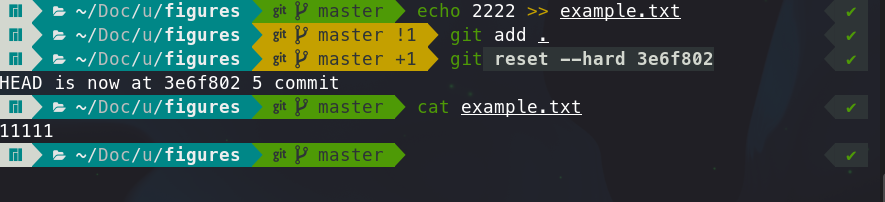 ~/Doc/u/figures git master echo 2222 >> example.txt ✔
~/Doc/u/figures git master !1 git add . ✔
~/Doc/u/figures git master +1 git reset --hard 3e6f802 ✔
HEAD is now at 3e6f802 5 commit
~/Doc/u/figures git master cat example.txt ✔
11111
~/Doc/u/figures git master ✔